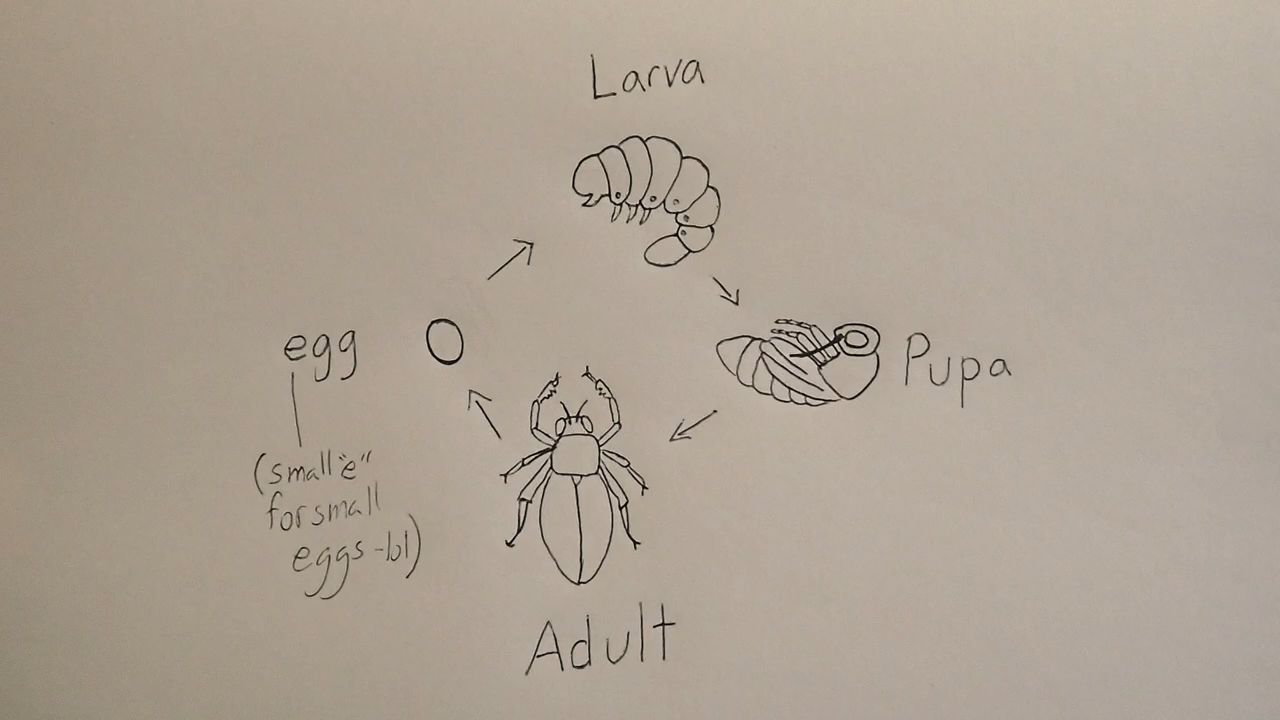 Larva
egg
Pupa
(small "e"
for small
eggs -lol)
Adult